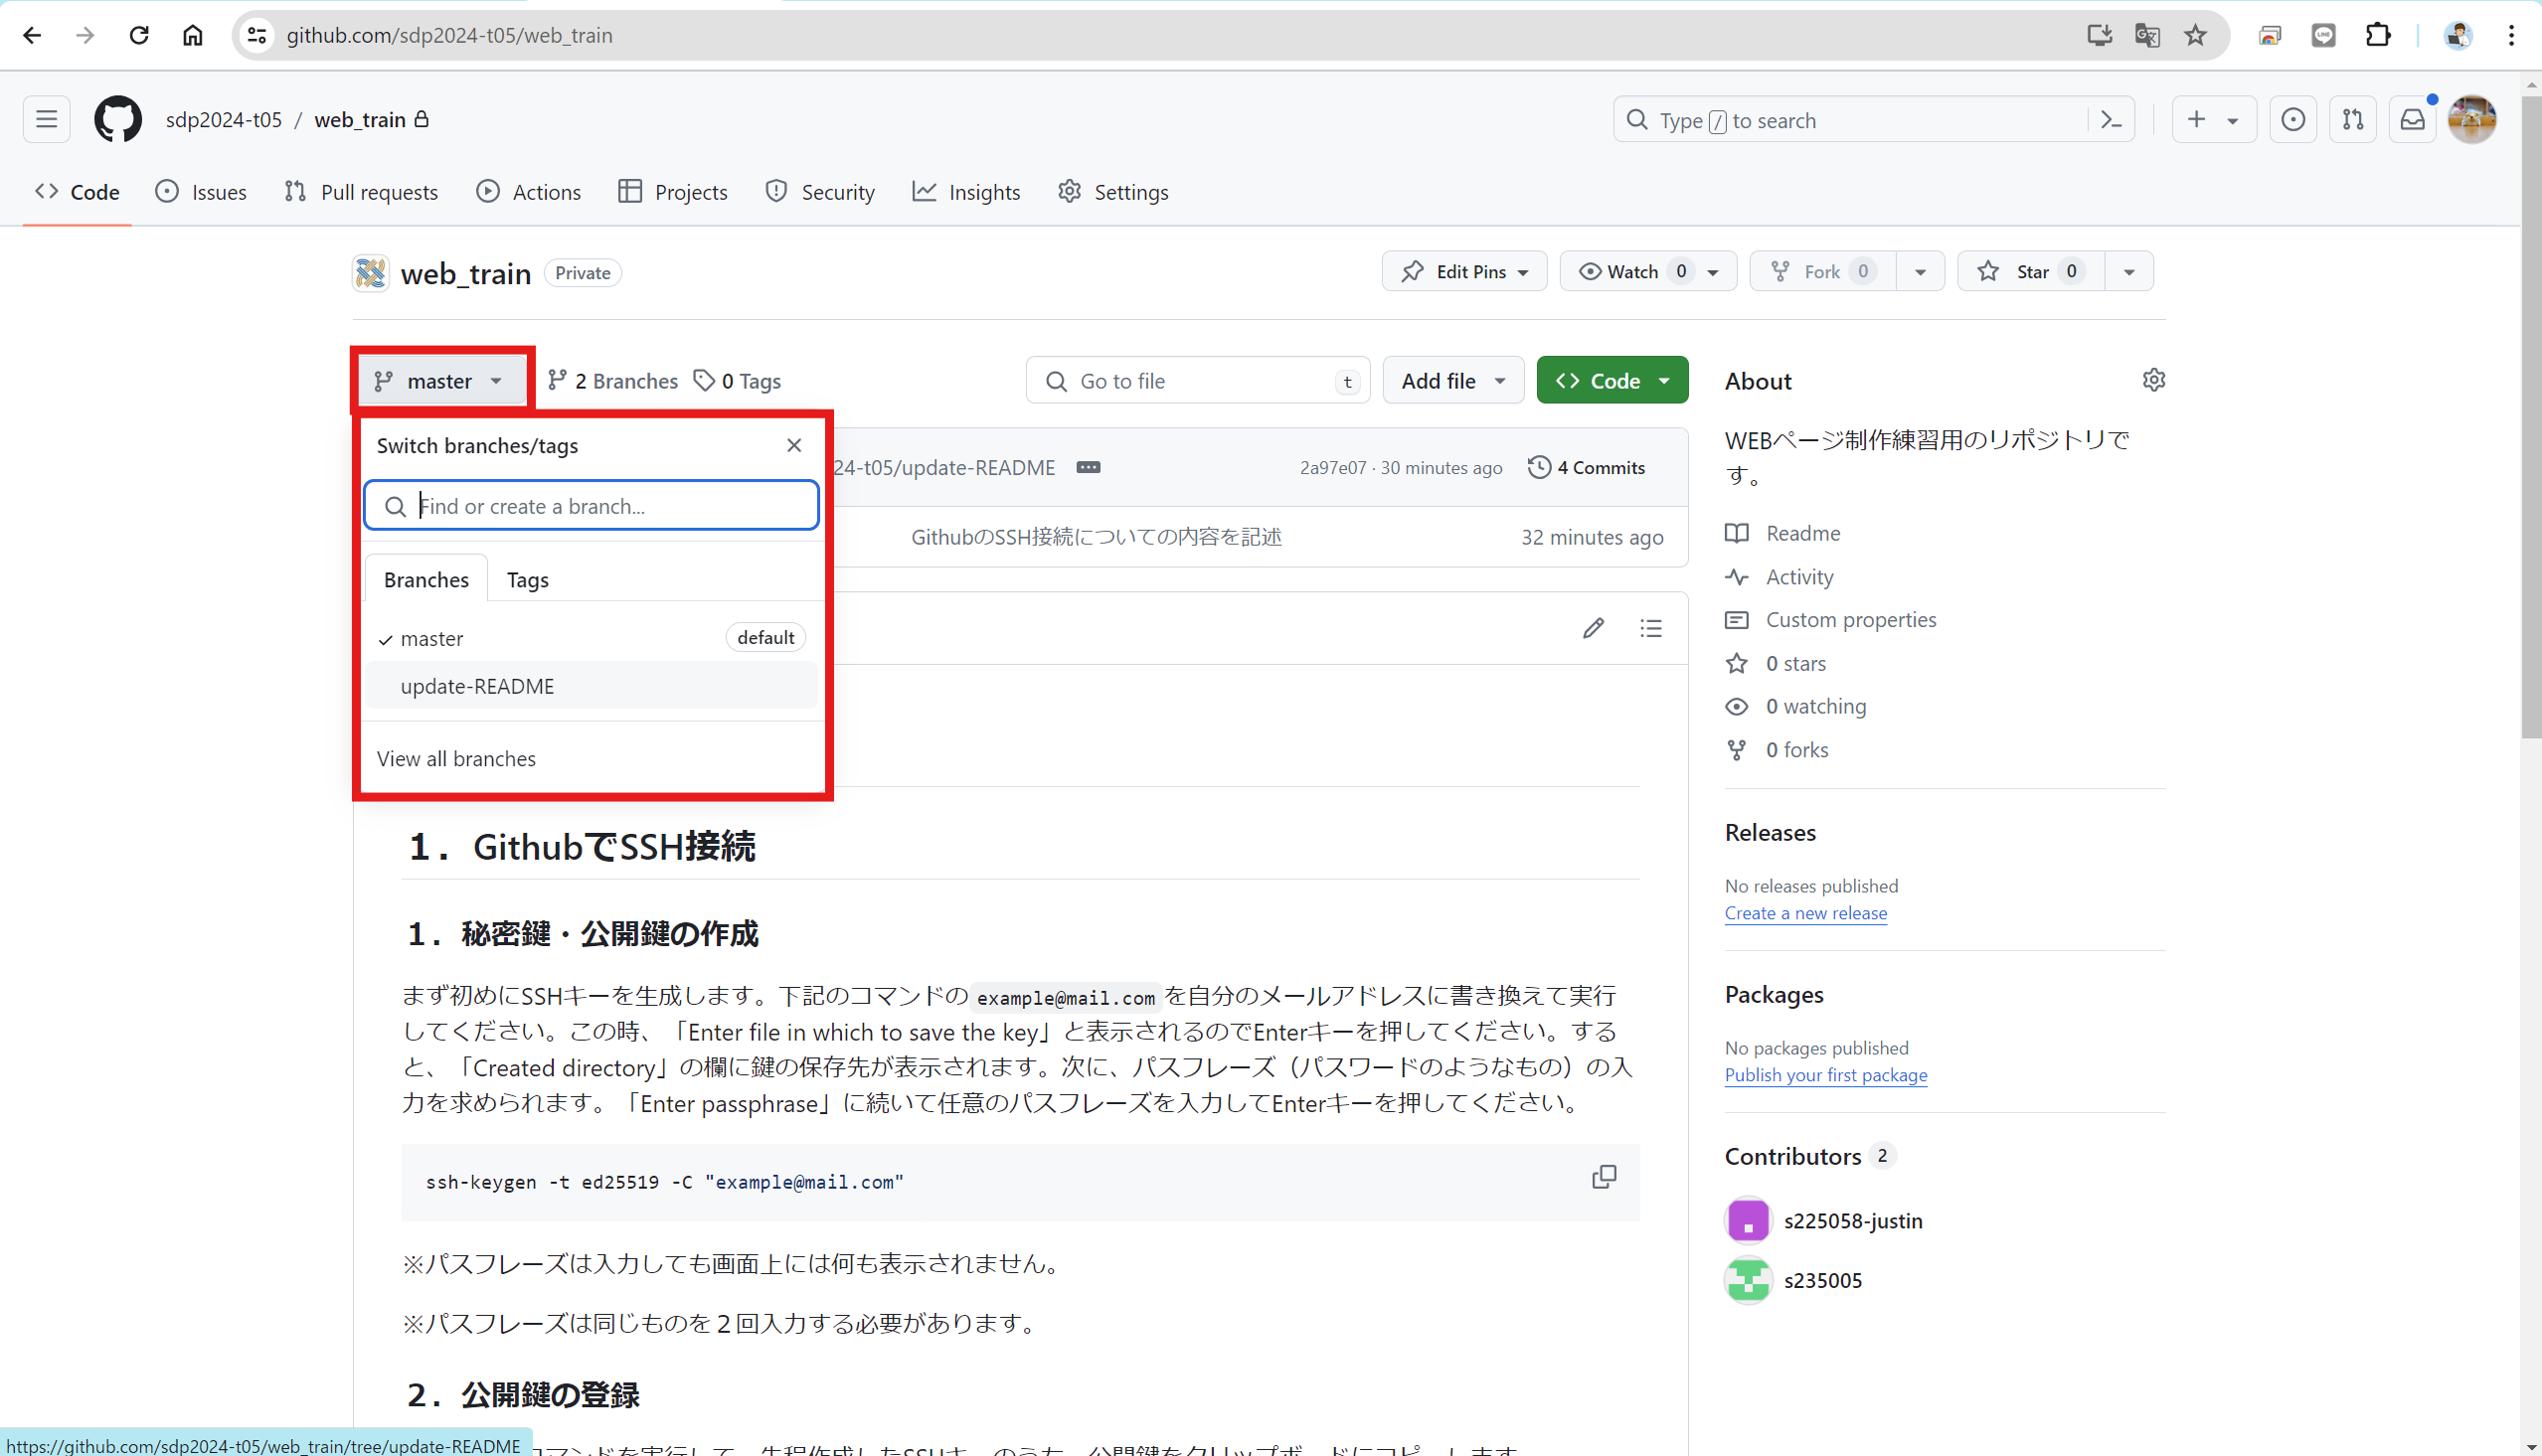 github.com/sdp2024-t05/web_train
sdp2024-t05 / web_train
Type / to search
Code Issues Pull requests Actions Projects Security Insights Settings
web_train Private
Edit Pins Watch 0 Fork 0 Star 0
master 2 Branches 0 Tags
Go to file t Add file Code
Switch branches/tags
Find or create a branch...
Branches Tags
master default
update-README
View all branches
24-t05/update-README 2a97e07 · 30 minutes ago 4 Commits
GithubのSSH接続についての内容を記述 32 minutes ago
１．GithubでSSH接続
１．秘密鍵・公開鍵の作成
まず初めにSSHキーを生成します。下記のコマンドのexample@mail.comを自分のメールアドレスに書き換えて実行
してください。この時、「Enter file in which to save the key」と表示されるのでEnterキーを押してください。する
と、「Created directory」の欄に鍵の保存先が表示されます。次に、パスフレーズ（パスワードのようなもの）の入
力を求められます。「Enter passphrase」に続いて任意のパスフレーズを入力してEnterキーを押してください。
ssh-keygen -t ed25519 -C "example@mail.com"
※パスフレーズは入力しても画面上には何も表示されません。
※パスフレーズは同じものを２回入力する必要があります。
２．公開鍵の登録
コマンドを実行して、先程作成したSSHキーのうち、公開鍵をクリップボードにコピーします
About
WEBページ制作練習用のリポジトリで
す。
Readme
Activity
Custom properties
0 stars
0 watching
0 forks
Releases
No releases published
Create a new release
Packages
No packages published
Publish your first package
Contributors 2
s225058-justin
s235005
https://github.com/sdp2024-t05/web_train/tree/update-README